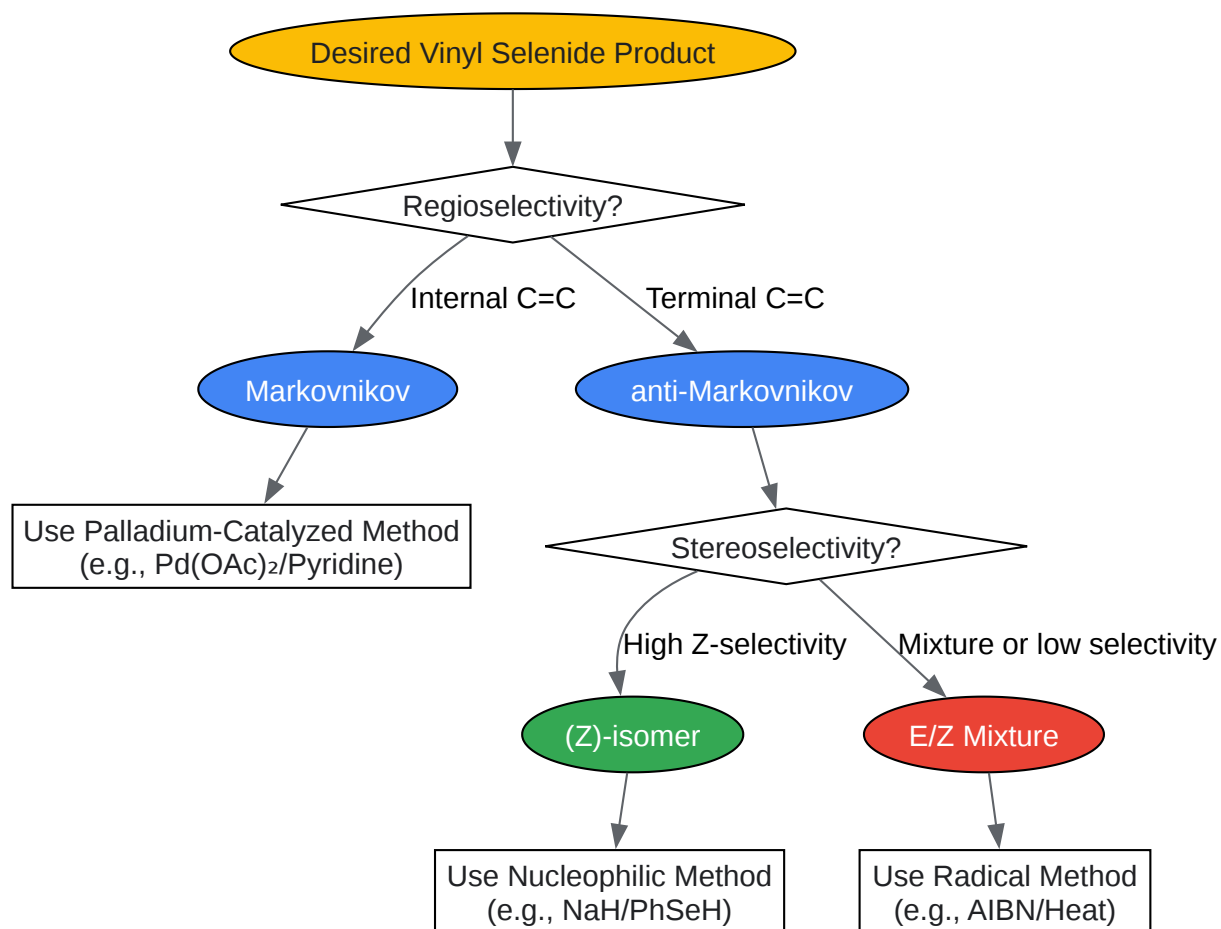 Desired Vinyl Selenide Product
Regioselectivity?
Internal C=C
Terminal C=C
Markovnikov
anti-Markovnikov
Use Palladium-Catalyzed Method
(e.g., Pd(OAc)₂/Pyridine)
Stereoselectivity?
High Z-selectivity
Mixture or low selectivity
(Z)-isomer
E/Z Mixture
Use Nucleophilic Method
(e.g., NaH/PhSeH)
Use Radical Method
(e.g., AIBN/Heat)